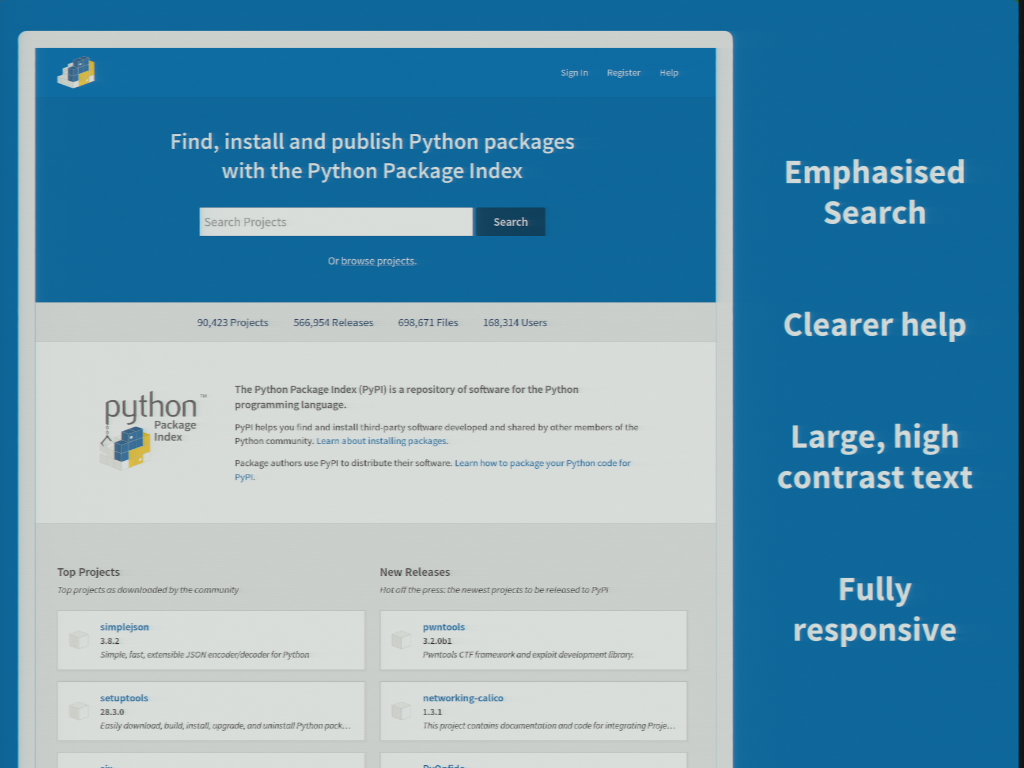 Sign In Register Help
Find, install and publish Python packages
with the Python Package Index
Search Projects Search
Or browse projects.
90,423 Projects 566,954 Releases 698,671 Files 168,314 Users
python™
Package
Index
The Python Package Index (PyPI) is a repository of software for the Python
programming language.
PyPI helps you find and install third-party software developed and shared by other members of the
Python community. Learn about installing packages.
Package authors use PyPI to distribute their software. Learn how to package your Python code for
PyPI.
Top Projects
Top projects as downloaded by the community
simplejson
3.8.2
Simple, fast, extensible JSON encoder/decoder for Python
setuptools
28.3.0
Easily download, build, install, upgrade, and uninstall Python pack…
New Releases
Hot off the press: the newest projects to be released to PyPI
pwntools
3.2.0b1
Pwntools CTF framework and exploit development library.
networking-calico
1.3.1
This project contains documentation and code for integrating Proje…
Emphasised
Search
Clearer help
Large, high
contrast text
Fully
responsive